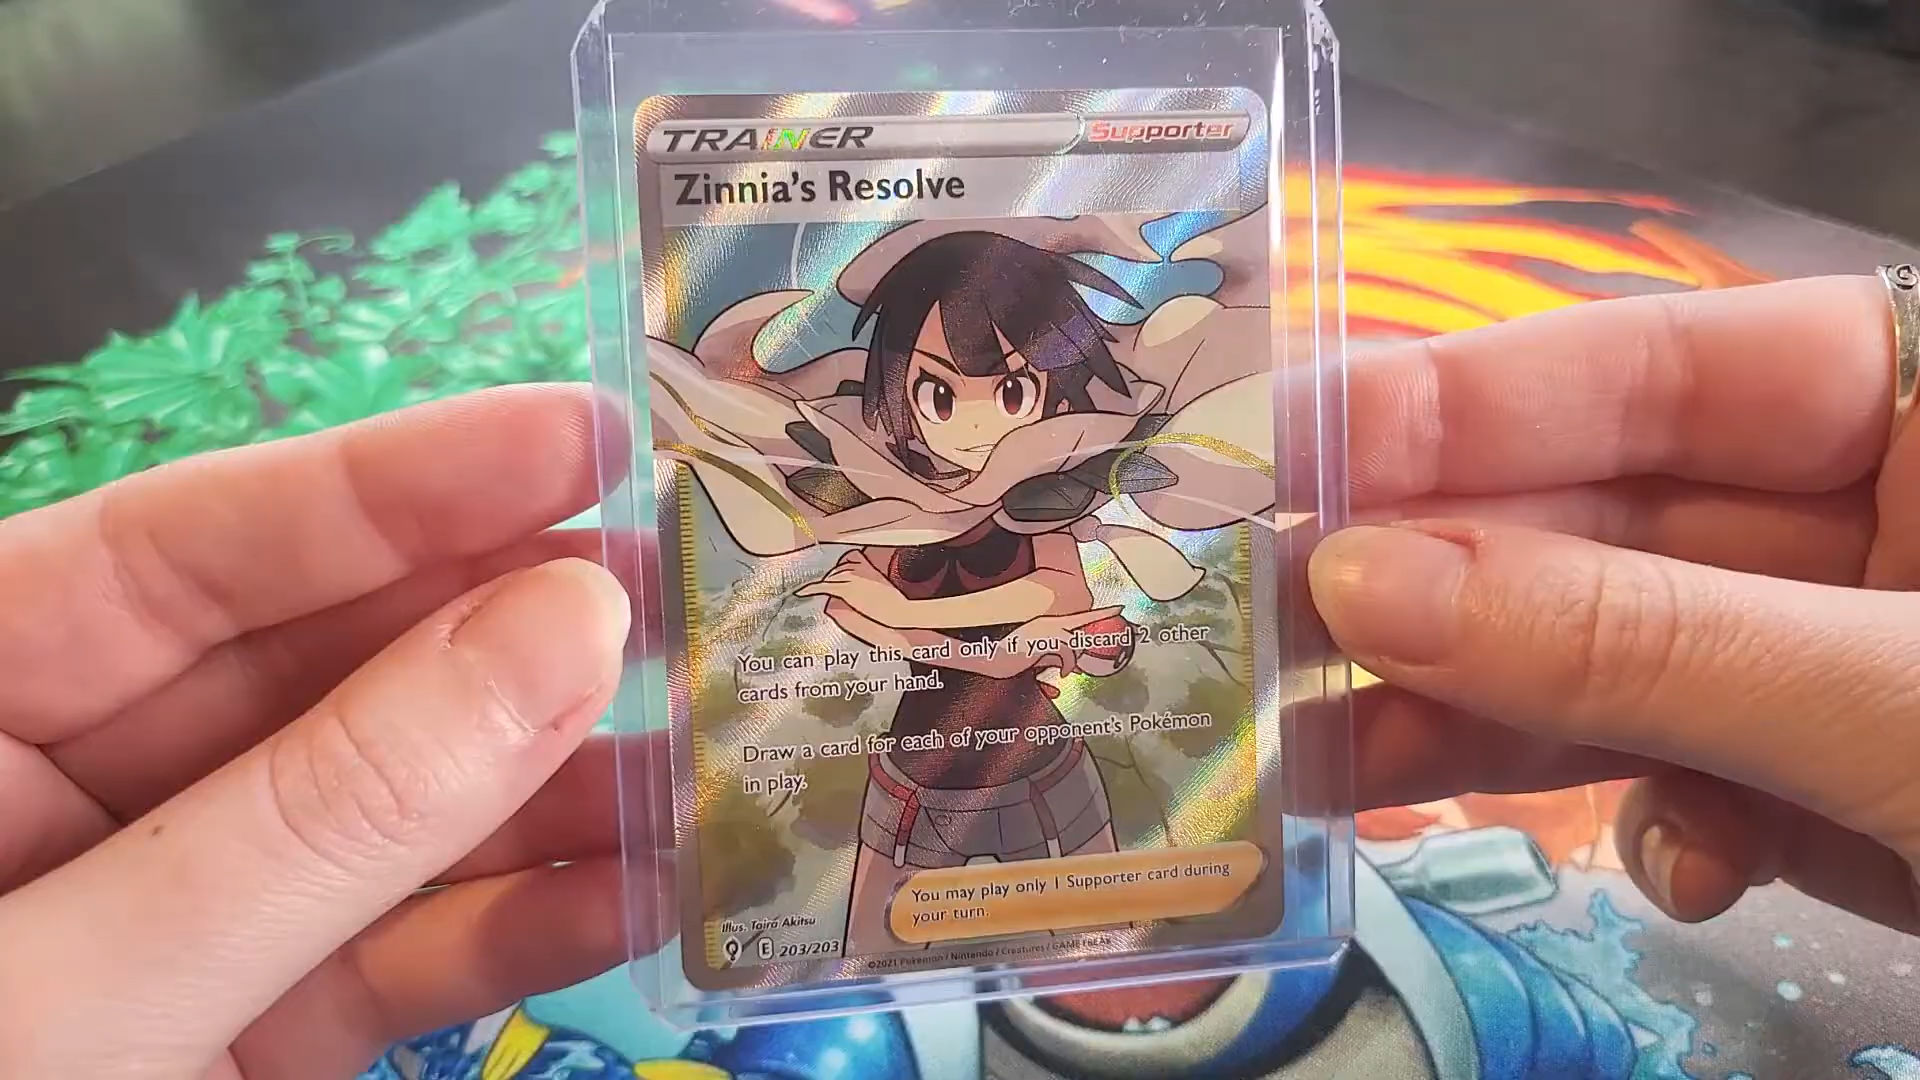 TRAINER Supporter
Zinnia's Resolve
You can play this card only if you discard 2 other
cards from your hand.
Draw a card for each of your opponent's Pokémon
in play.
You may play only 1 Supporter card during
your turn.
Illus. Taira Akitsu
E 203/203
©2021 Pokémon / Nintendo / Creatures / GAME FREAK